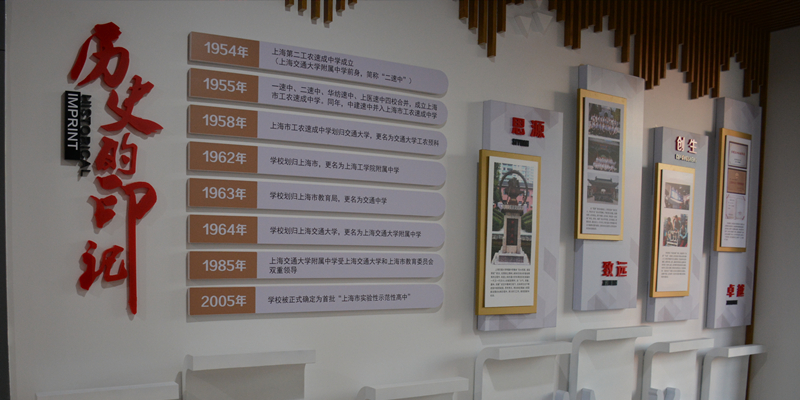 历史的印记
HISTORICAL
IMPRINT
1954年
上海第二工农速成中学成立
（上海交通大学附属中学前身，简称“二速中”）
1955年
一速中、二速中、华纺速中、上医速中四校合并，成立上海
市工农速成中学，同年，中建速中并入上海市工农速成中学
1958年
上海市工农速成中学划归交通大学，更名为交通大学工农预科
1962年
学校划归上海市，更名为上海工学院附属中学
1963年
学校划归上海市教育局，更名为交通中学
1964年
学校划归上海交通大学，更名为上海交通大学附属中学
1985年
上海交通大学附属中学受上海交通大学和上海市教育委员会
双重领导
2005年
学校被正式确定为首批“上海市实验性示范性高中”
思源
致远
创生
卓越